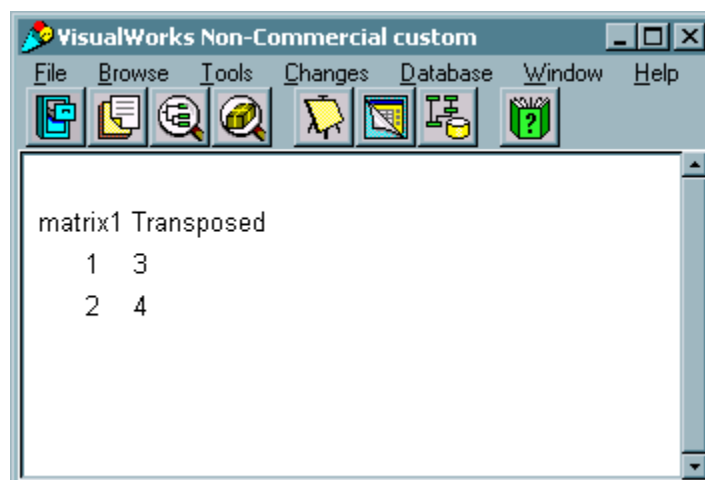 VisualWorks Non-Commercial custom
File Browse Tools Changes Database Window Help
?
matrix1 Transposed
1 3
2 4